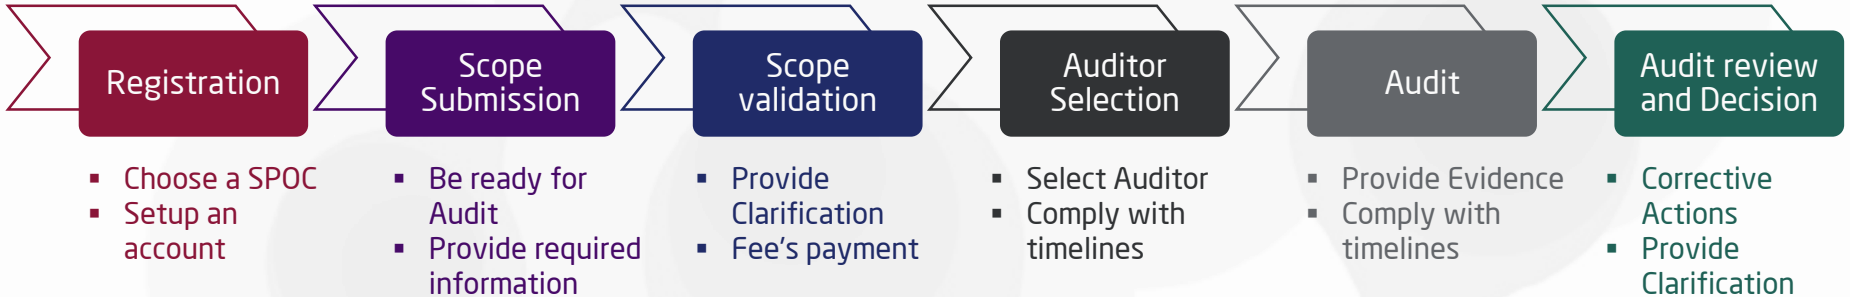 Registration
Scope
Submission
Scope
validation
Auditor
Selection
Audit
Audit review
and Decision
▪ Choose a SPOC
▪ Setup an
account
▪ Be ready for
Audit
▪ Provide required
information
▪ Provide
Clarification
▪ Fee’s payment
▪ Select Auditor
▪ Comply with
timelines
▪ Provide Evidence
▪ Comply with
timelines
▪ Corrective
Actions
▪ Provide
Clarification